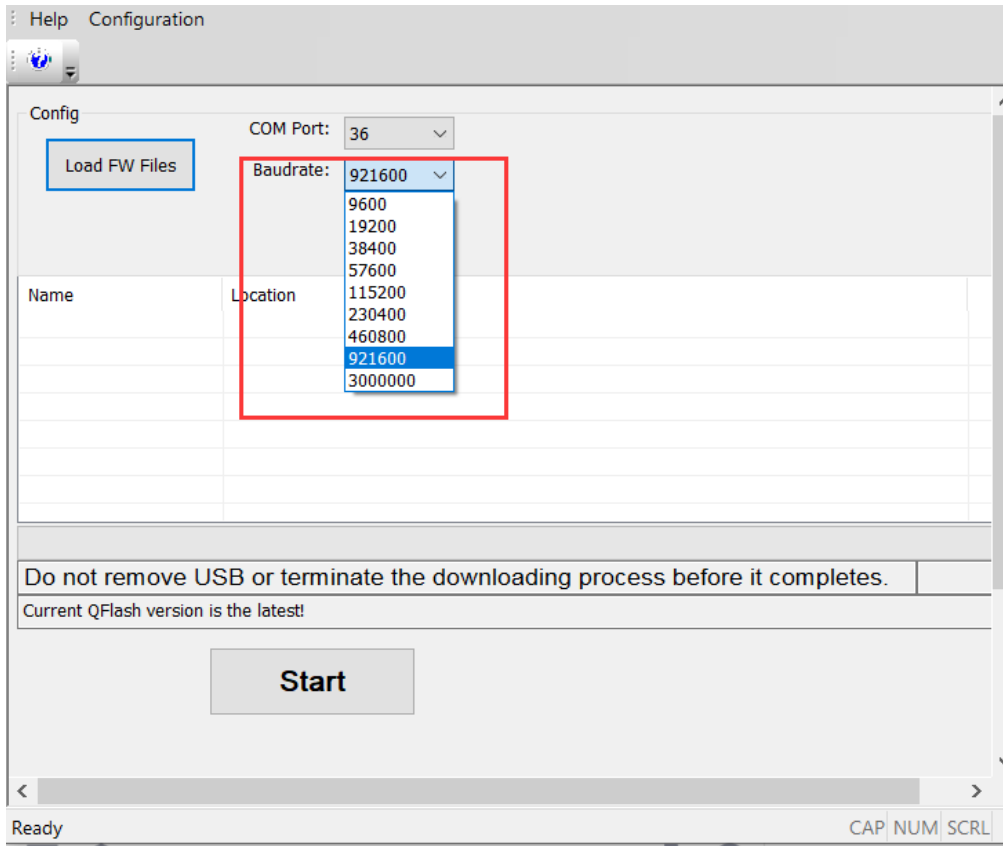 Help Configuration
Config
COM Port: 36
Load FW Files
Baudrate: 921600
9600
19200
38400
57600
115200
230400
460800
921600
3000000
Name Location
Do not remove USB or terminate the downloading process before it completes.
Current QFlash version is the latest!
Start
Ready CAP NUM SCRL